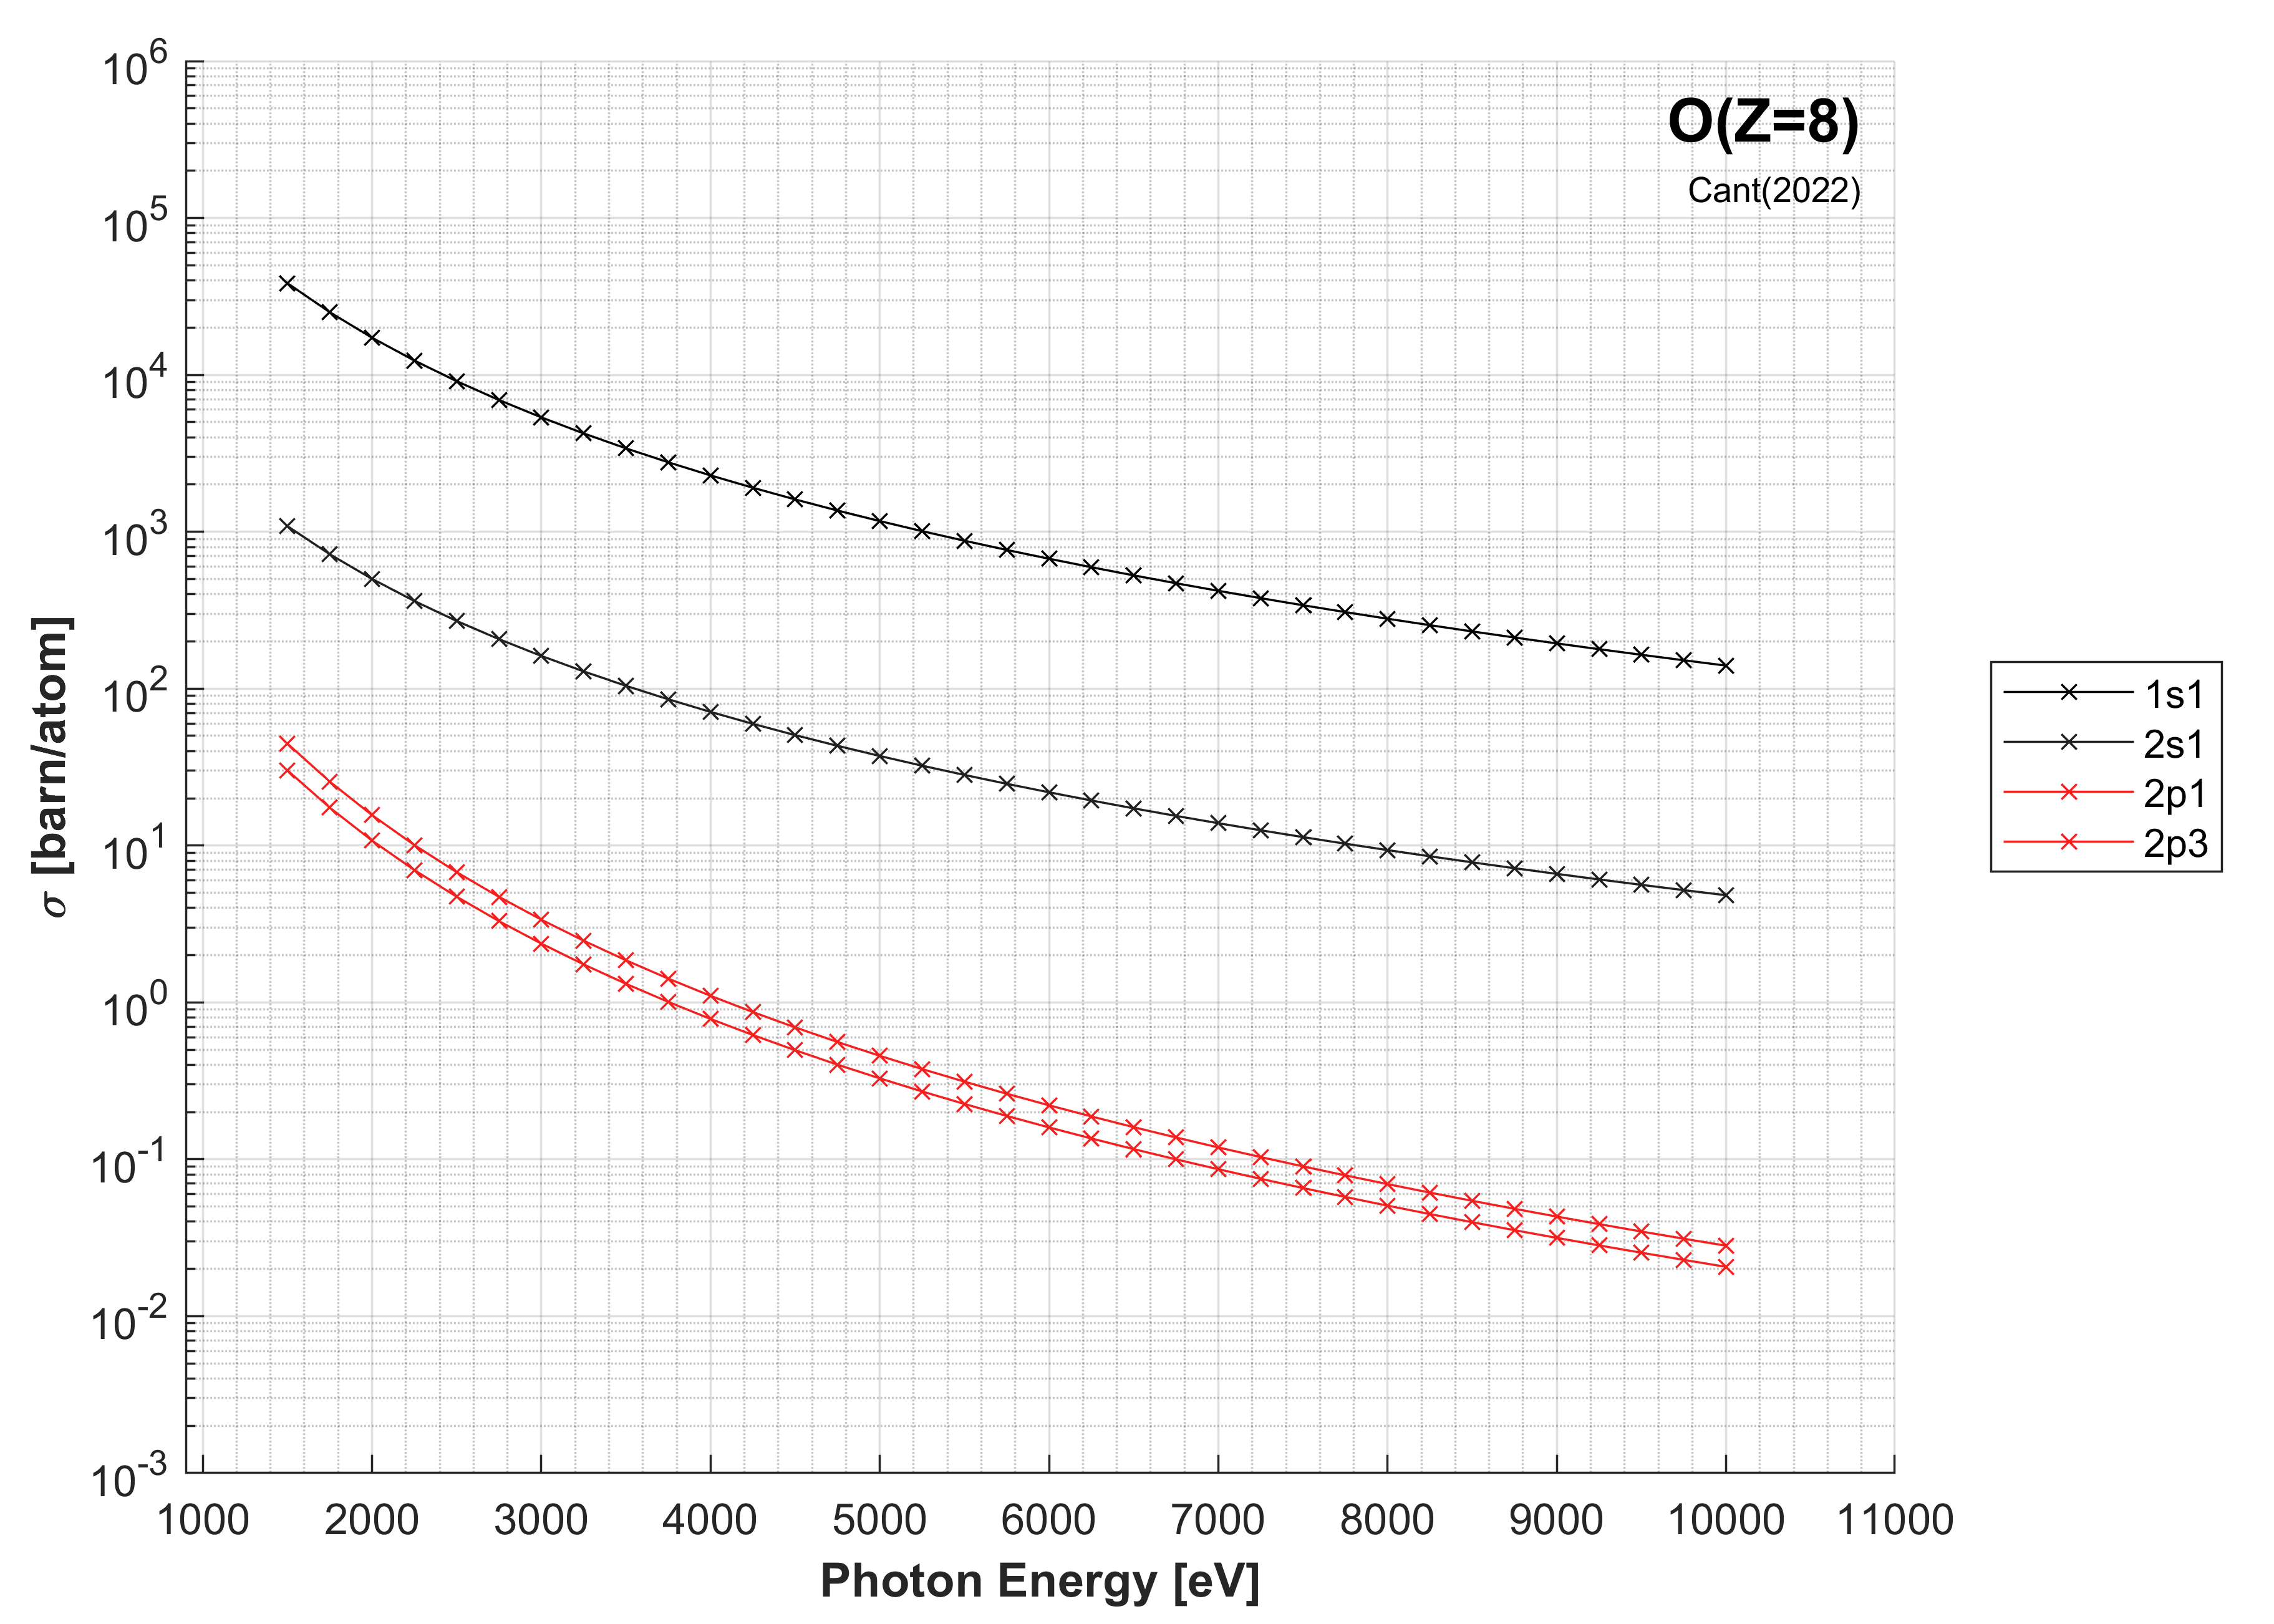 O(Z=8)
Cant(2022)
10^6
10^5
10^4
10^3
10^2
10^1
10^0
10^-1
10^-2
10^-3
σ [barn/atom]
1s1
2s1
2p1
2p3
1000 2000 3000 4000 5000 6000 7000 8000 9000 10000 11000
Photon Energy [eV]